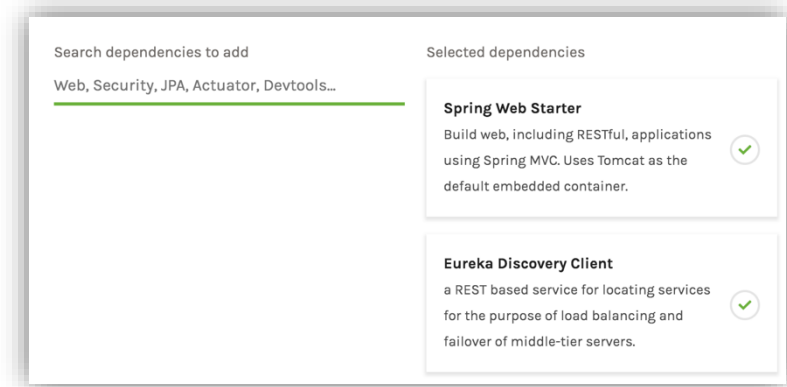 Search dependencies to add
Web, Security, JPA, Actuator, Devtools...
Selected dependencies
Spring Web Starter
Build web, including RESTful, applications
using Spring MVC. Uses Tomcat as the
default embedded container.
Eureka Discovery Client
a REST based service for locating services
for the purpose of load balancing and
failover of middle-tier servers.